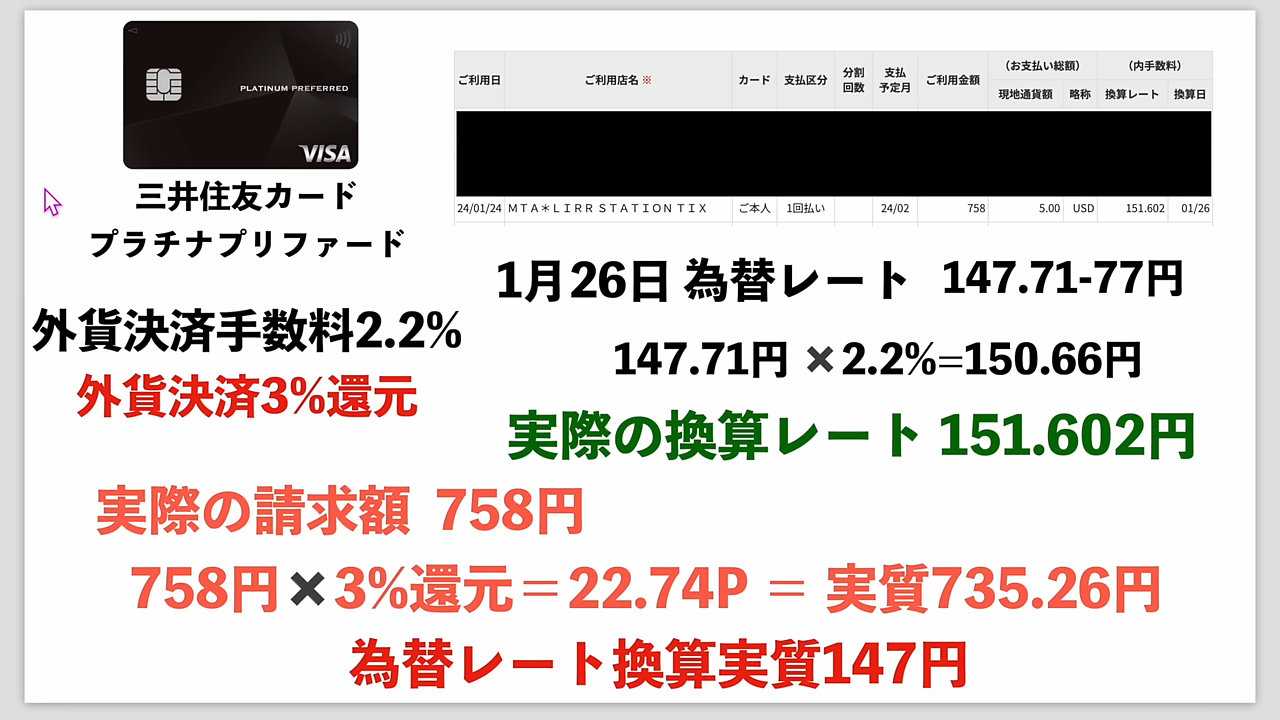 PLATINUM PREFERRED
VISA
三井住友カード
プラチナプリファード
外貨決済手数料2.2%
外貨決済3%還元
ご利用日 ご利用店名 ※ カード 支払区分 分割回数 支払予定月 ご利用金額 (お支払い総額) (内手数料)
現地通貨額 略称 換算レート 換算日
24/01/24 MTA*LIRR STATION TIX ご本人 1回払い 24/02 758 5.00 USD 151.602 01/26
1月26日 為替レート 147.71-77円
147.71円 ✖2.2%=150.66円
実際の換算レート 151.602円
実際の請求額 758円
758円✖3%還元=22.74P = 実質735.26円
為替レート換算実質147円